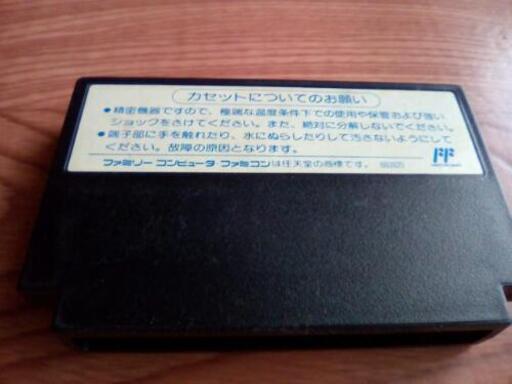 カセットについてのお願い
●精密機器ですので、極端な温度条件下での使用や保管および強い
ショックをさけてください。また、絶対に分解しないでください。
●端子部に手を触れたり、水にぬらしたりして汚さないようにして
ください。故障の原因となります。
ファミリーコンピュータ・ファミコンは任天堂の商標です。
FF